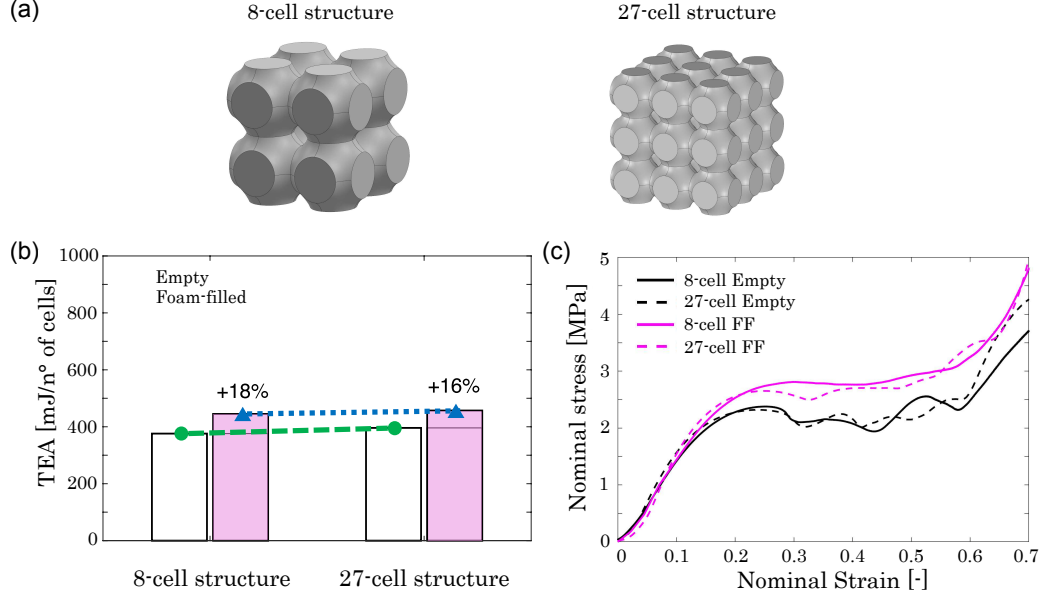 (a)
8-cell structure
27-cell structure
(b)
TEA [mJ/n° of cells]
1000
800
600
400
200
0
Empty
Foam-filled
+18%
+16%
8-cell structure
27-cell structure
(c)
Nominal stress [MPa]
5
4
3
2
1
0
8-cell Empty
27-cell Empty
8-cell FF
27-cell FF
0 0.1 0.2 0.3 0.4 0.5 0.6 0.7
Nominal Strain [-]